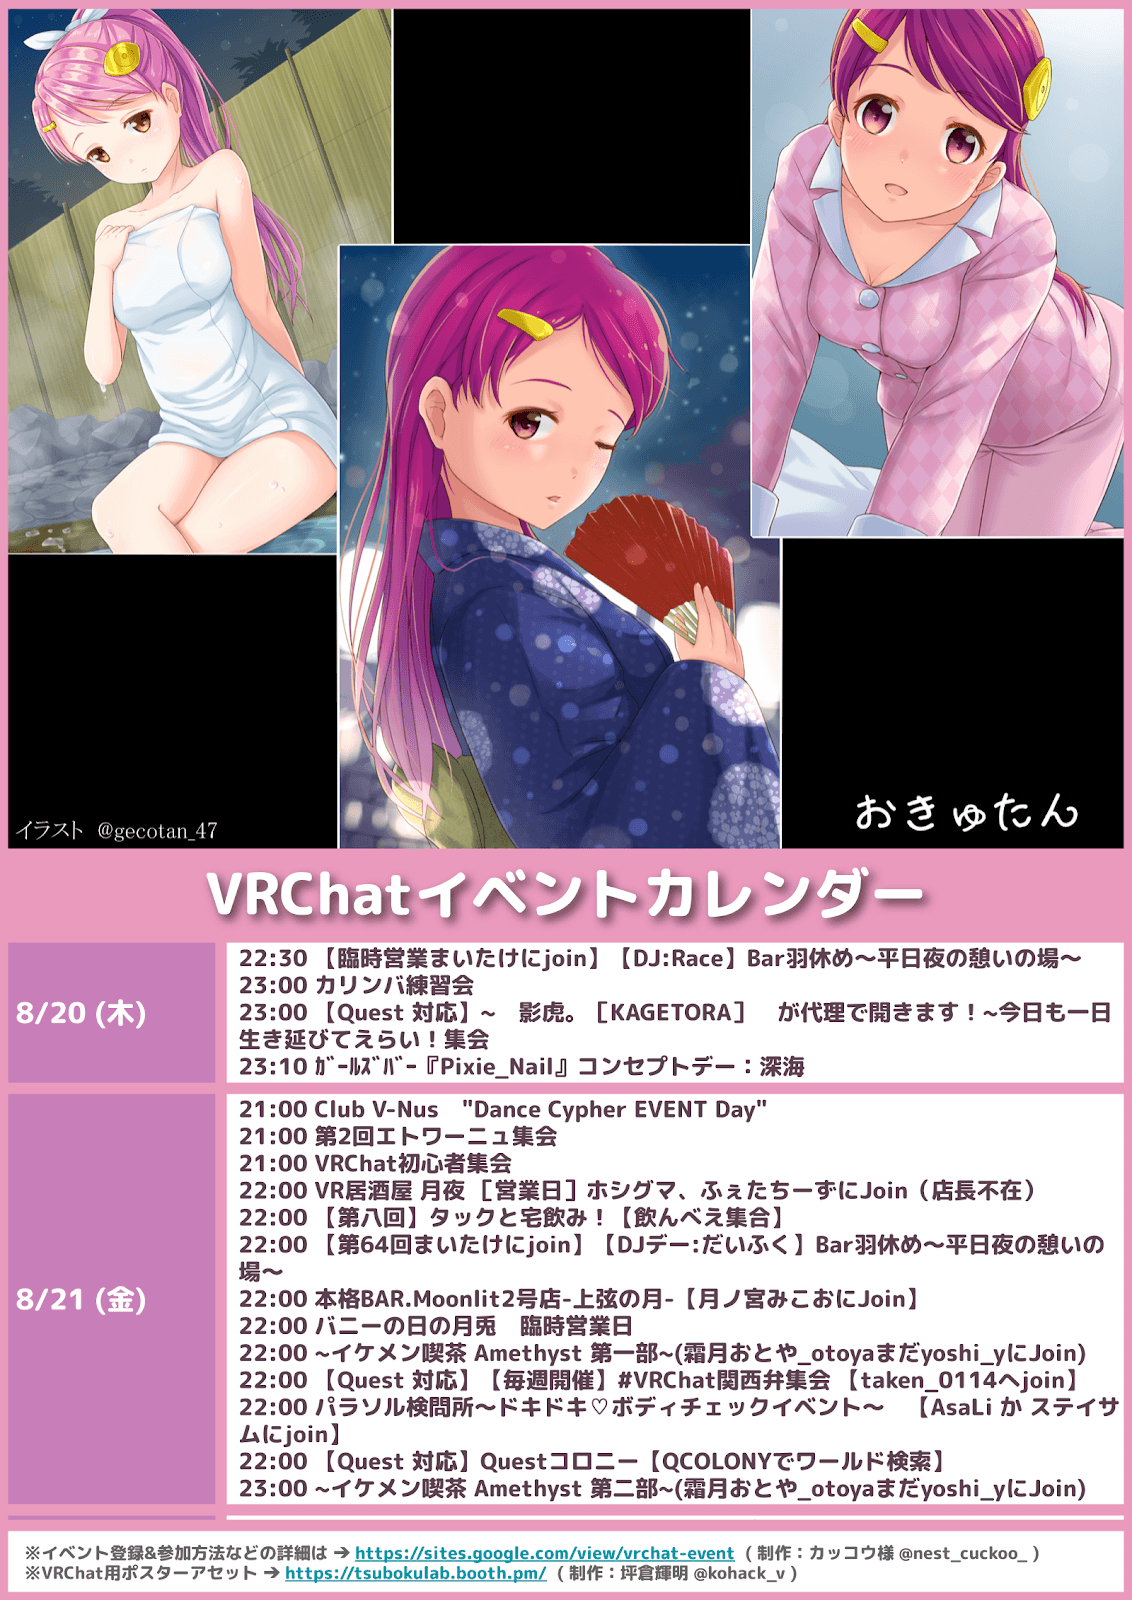 イラスト @gecotan_47
おきゅたん
VRChatイベントカレンダー
8/20 (木)
22:30 【臨時営業まいたけにjoin】【DJ:Race】Bar羽休め～平日夜の憩いの場～
23:00 カリンバ練習会
23:00 【Quest 対応】~　影虎。［KAGETORA］　が代理で開きます！~今日も一日
生き延びてえらい！集会
23:10 ｶﾞｰﾙｽﾞﾊﾞｰ『Pixie_Nail』コンセプトデー：深海
8/21 (金)
21:00 Club V-Nus　"Dance Cypher EVENT Day"
21:00 第2回エトワーニュ集会
21:00 VRChat初心者集会
22:00 VR居酒屋 月夜 ［営業日］ホシグマ、ふぇたちーずにJoin（店長不在）
22:00 【第八回】タックと宅飲み！【飲んべえ集合】
22:00 【第64回まいたけにjoin】【DJデー:だいふく】Bar羽休め～平日夜の憩いの
場～
22:00 本格BAR.Moonlit2号店-上弦の月-【月ノ宮みこおにJoin】
22:00 バニーの日の月兎　臨時営業日
22:00 ~イケメン喫茶 Amethyst 第一部~(霜月おとや_otoyaまだyoshi_yにJoin)
22:00 【Quest 対応】【毎週開催】#VRChat関西弁集会 【taken_0114へjoin】
22:00 パラソル検問所～ドキドキ♡ボディチェックイベント～　【AsaLi か ステイサ
ムにjoin】
22:00 【Quest 対応】Questコロニー【QCOLONYでワールド検索】
23:00 ~イケメン喫茶 Amethyst 第二部~(霜月おとや_otoyaまだyoshi_yにJoin)
※イベント登録&参加方法などの詳細は ➔ https://sites.google.com/view/vrchat-event ( 制作：カッコウ様 @nest_cuckoo_ )
※VRChat用ポスターアセット ➔ https://tsubokulab.booth.pm/ ( 制作：坪倉輝明 @kohack_v )